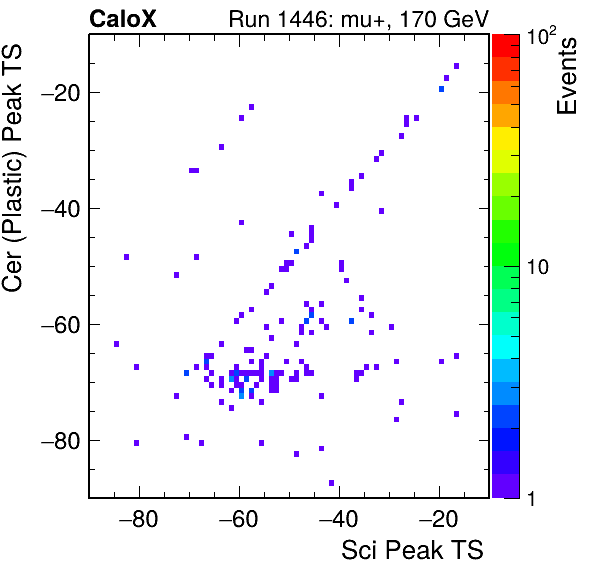 CaloX Run 1446: mu+, 170 GeV
Cer (Plastic) Peak TS
−20
−40
−60
−80
−80 −60 −40 −20
Sci Peak TS
10²
10
1
Events